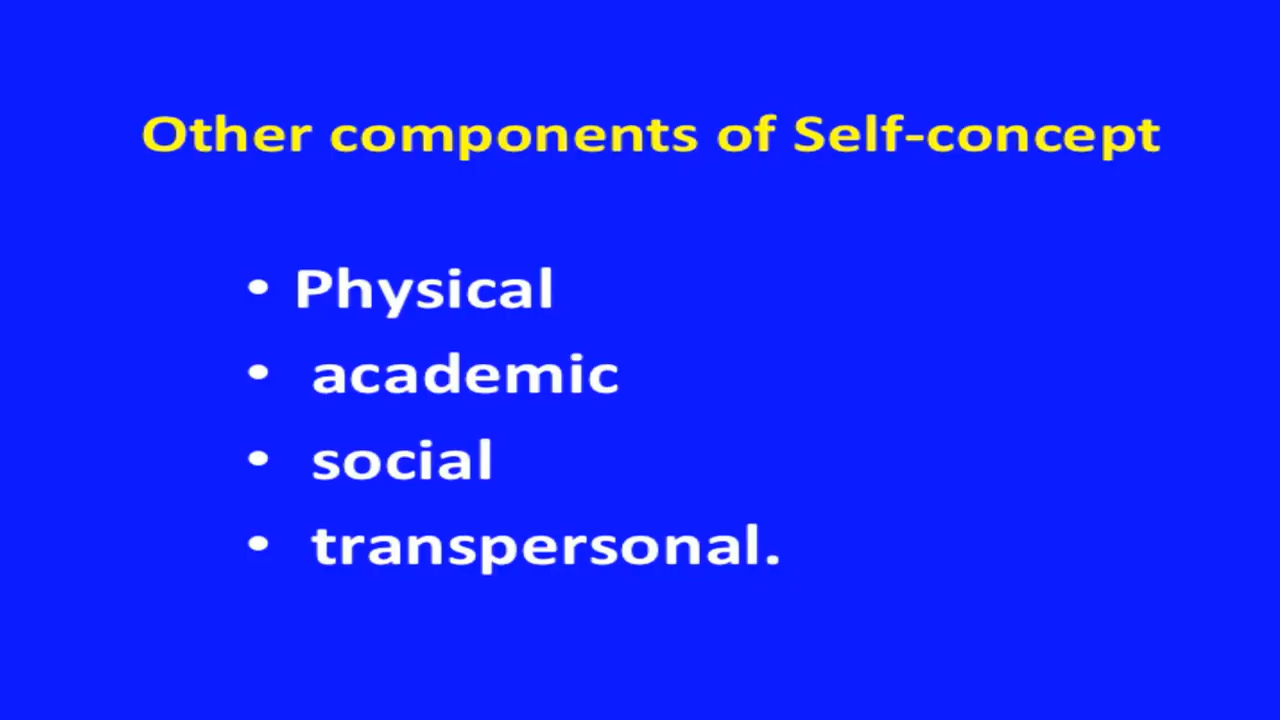 Other components of Self-concept
• Physical
• academic
• social
• transpersonal.